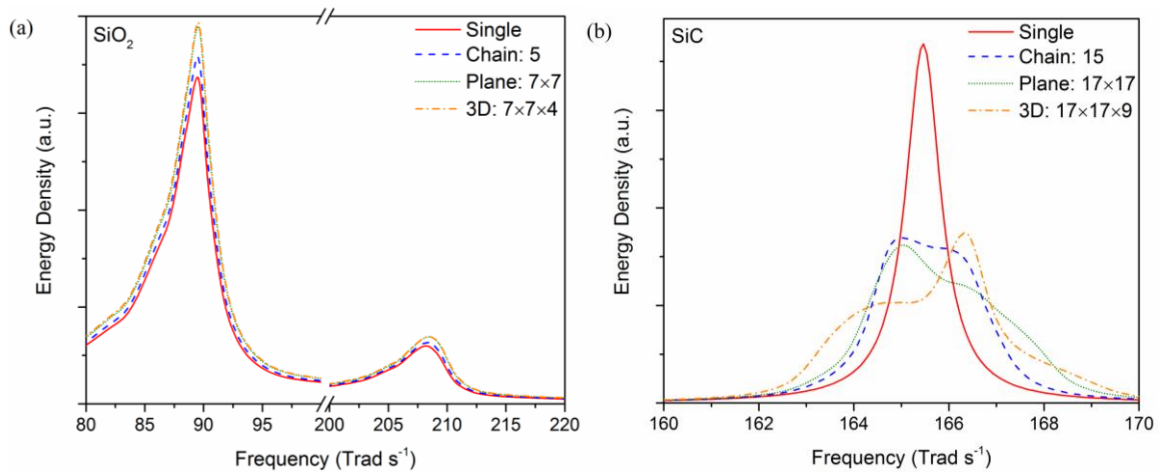 (a)
SiO₂
Single
Chain: 5
Plane: 7×7
3D: 7×7×4
Energy Density (a.u.)
80 85 90 95 200 205 210 215 220
Frequency (Trad s⁻¹)
(b)
SiC
Single
Chain: 15
Plane: 17×17
3D: 17×17×9
Energy Density (a.u.)
160 162 164 166 168 170
Frequency (Trad s⁻¹)